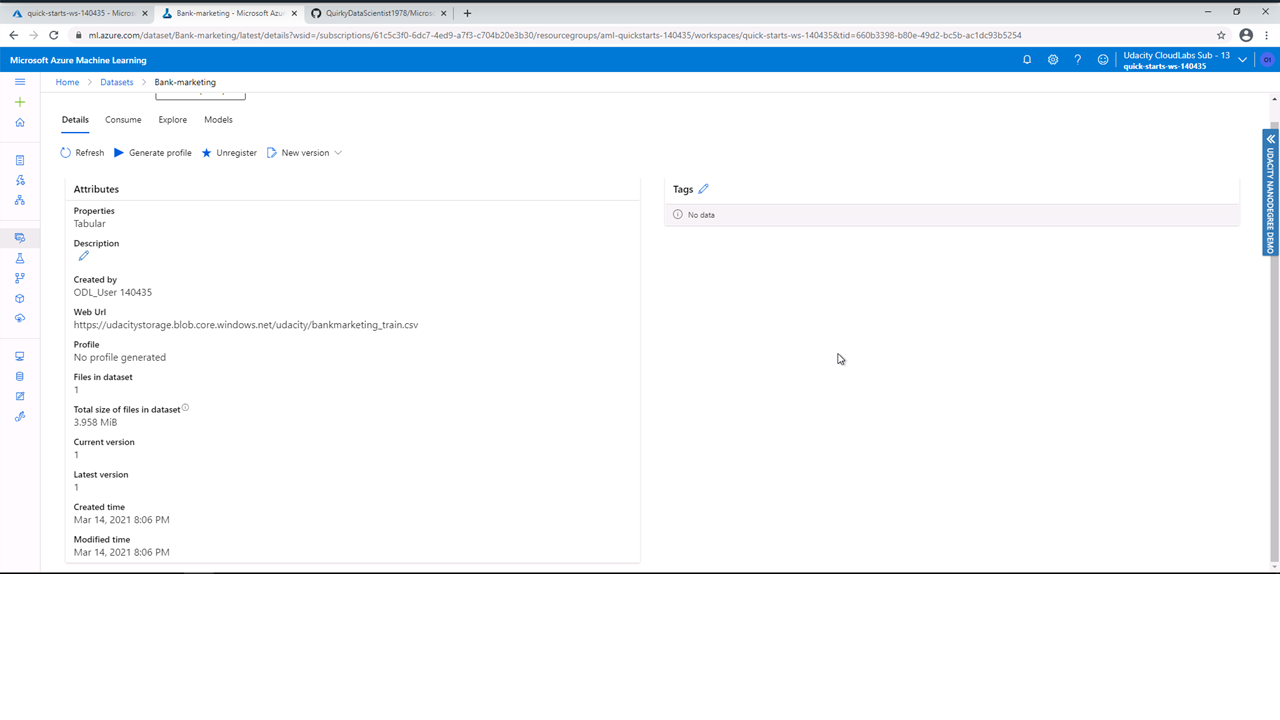 quick-starts-ws-140435 - Micros
Bank-marketing - Microsoft Azu
QuirkyDataScientist1978/Micros
ml.azure.com/dataset/Bank-marketing/latest/details?wsid=/subscriptions/61c5c3f0-6dc7-4ed9-a7f3-c704b20e3b30/resourcegroups/aml-quickstarts-140435/workspaces/quick-starts-ws-140435&tid=660b3398-b80e-49d2-bc5b-ac1dc93b5254
Microsoft Azure Machine Learning
Udacity CloudLabs Sub - 13
quick-starts-ws-140435
O1
Home > Datasets > Bank-marketing
Details Consume Explore Models
Refresh Generate profile Unregister New version
Attributes
Properties
Tabular
Description
Created by
ODL_User 140435
Web Url
https://udacitystorage.blob.core.windows.net/udacity/bankmarketing_train.csv
Profile
No profile generated
Files in dataset
1
Total size of files in dataset
3.958 MiB
Current version
1
Latest version
1
Created time
Mar 14, 2021 8:06 PM
Modified time
Mar 14, 2021 8:06 PM
Tags
No data
UDACITY NANODEGREE DEMO